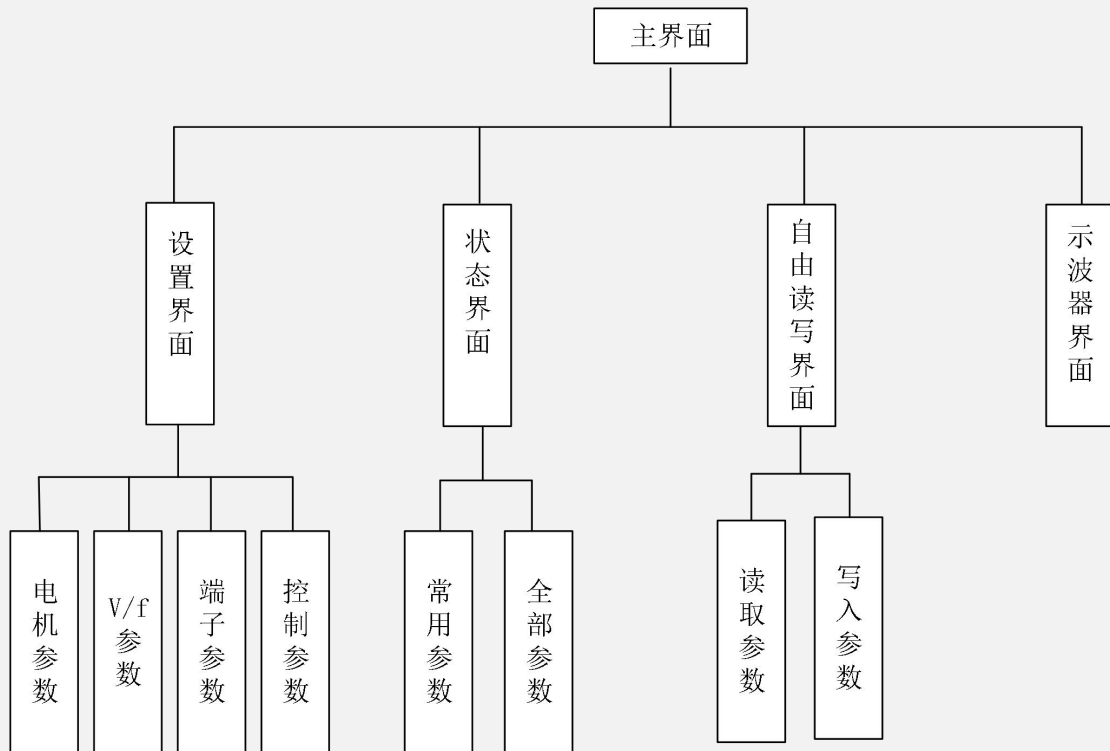 主界面
设置界面
状态界面
自由读写界面
示波器界面
电机参数
V/f参数
端子参数
控制参数
常用参数
全部参数
读取参数
写入参数